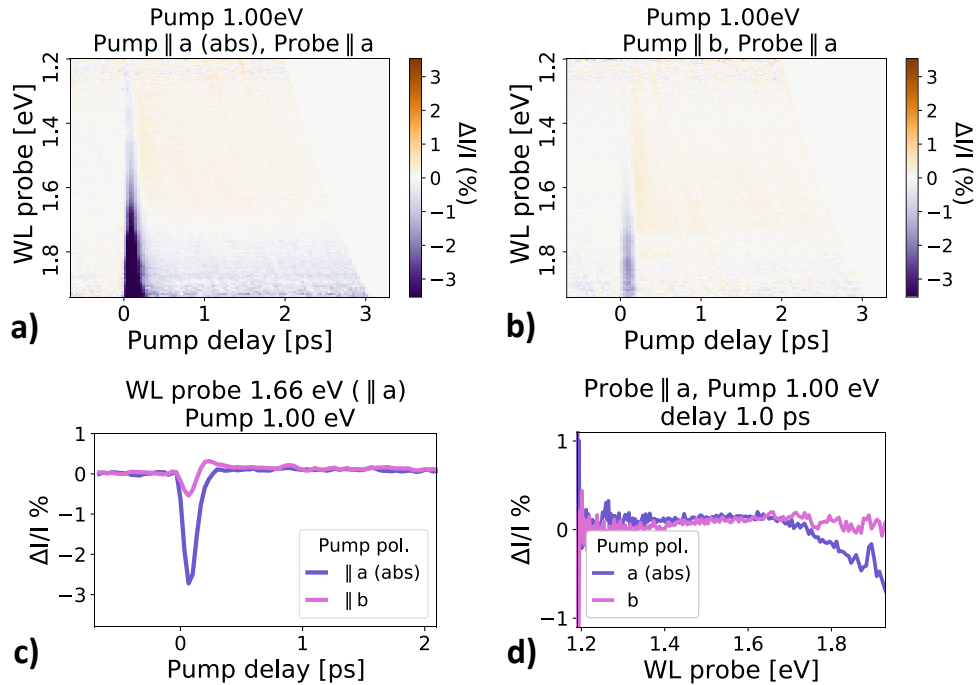 Pump 1.00eV
Pump ∥ a (abs), Probe ∥ a
WL probe [eV]
1.2
1.4
1.6
1.8
0
1
2
3
Pump delay [ps]
3
2
1
0
−1
−2
−3
ΔI/I (%)
a)
Pump 1.00eV
Pump ∥ b, Probe ∥ a
WL probe [eV]
1.2
1.4
1.6
1.8
0
1
2
3
Pump delay [ps]
3
2
1
0
−1
−2
−3
ΔI/I (%)
b)
WL probe 1.66 eV (∥ a)
Pump 1.00 eV
ΔI/I %
1
0
−1
−2
−3
Pump pol.
∥ a (abs)
∥ b
0
1
2
Pump delay [ps]
c)
Probe ∥ a, Pump 1.00 eV
delay 1.0 ps
ΔI/I %
1
0
−1
Pump pol.
a (abs)
b
1.2
1.4
1.6
1.8
WL probe [eV]
d)